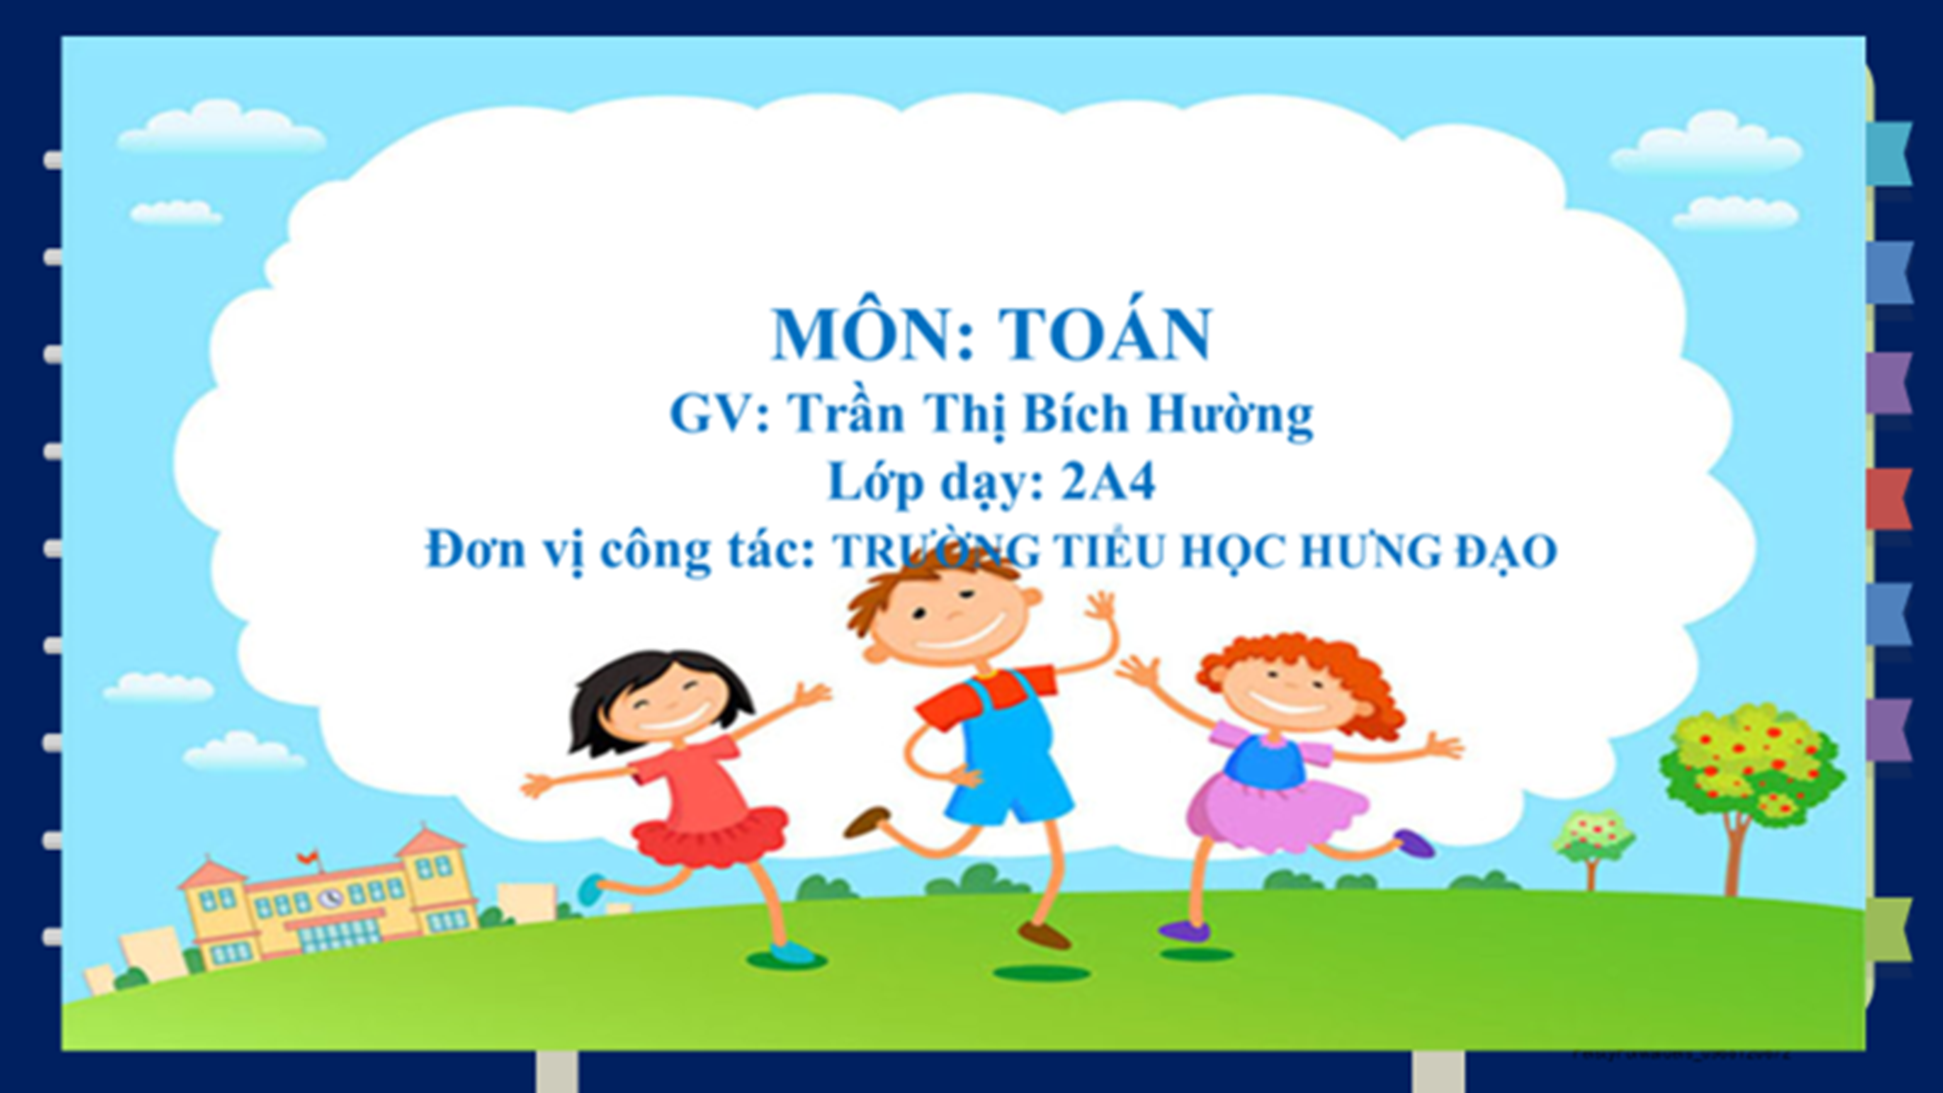 MÔN: TOÁN
GV: Trần Thị Bích Hường
Lớp dạy: 2A4
Đơn vị công tác: TRƯỜNG TIỂU HỌC HƯNG ĐẠO